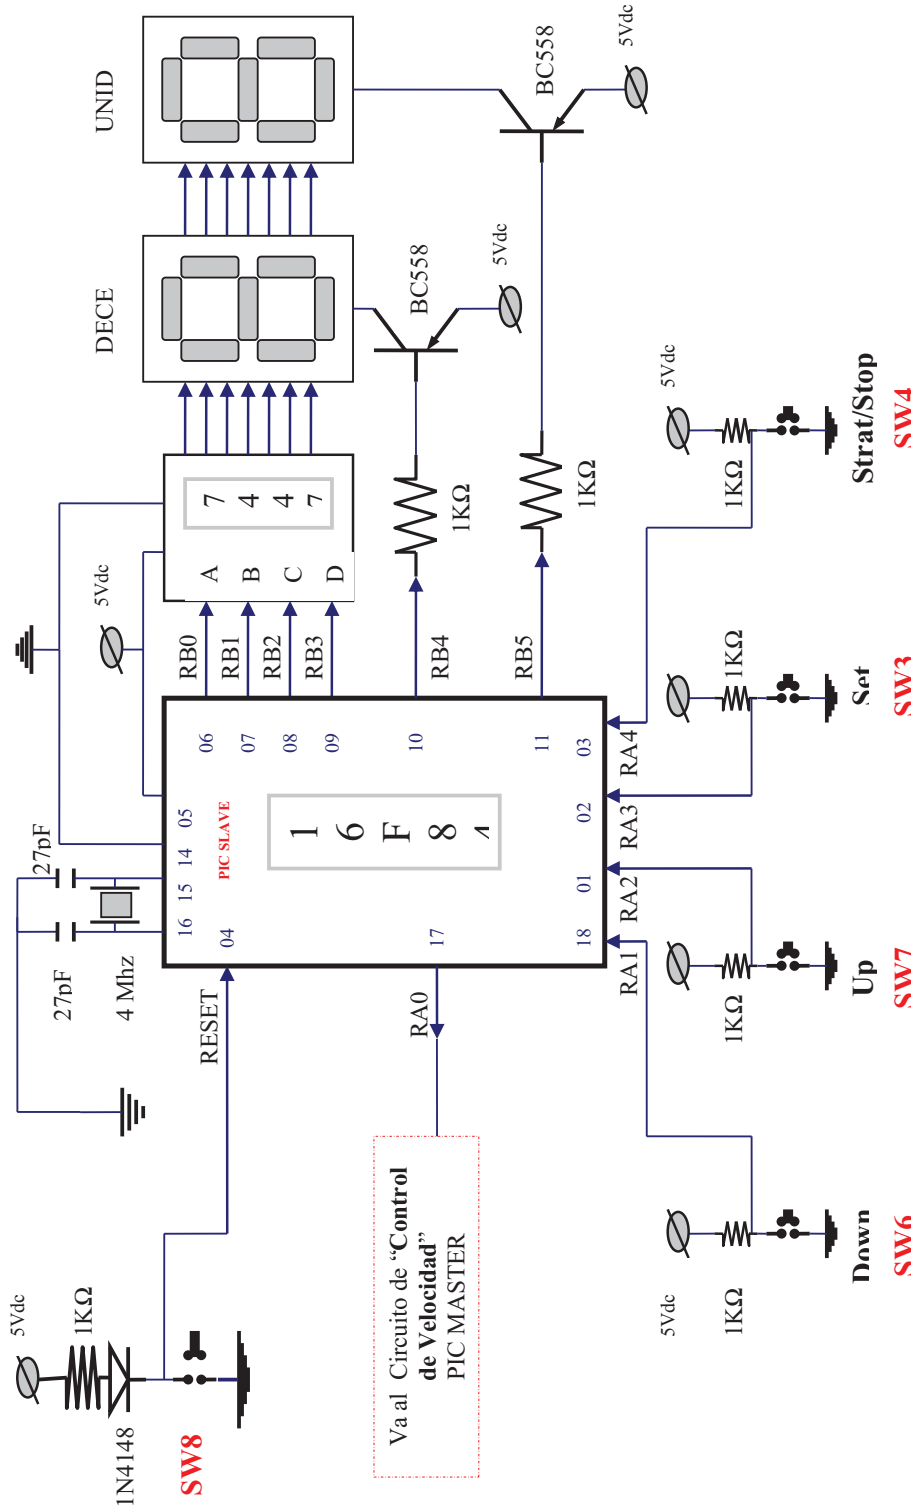 5Vdc
1KΩ
1N4148
SW8
RESET
27pF
27pF
4 Mhz
5Vdc
16
15
14
05
04
PIC SLAVE
1
6
F
8
4
06
07
08
09
10
11
17
18
01
02
03
RB0
RB1
RB2
RB3
RB4
RB5
A
B
C
D
7
4
4
7
DECE
UNID
1KΩ
BC558
5Vdc
1KΩ
BC558
5Vdc
RA0
Va al Circuito de “Control
de Velocidad”
PIC MASTER
RA1
RA2
RA3
RA4
5Vdc
1KΩ
Down
SW6
1KΩ
Up
SW7
1KΩ
Set
SW3
5Vdc
1KΩ
Strat/Stop
SW4